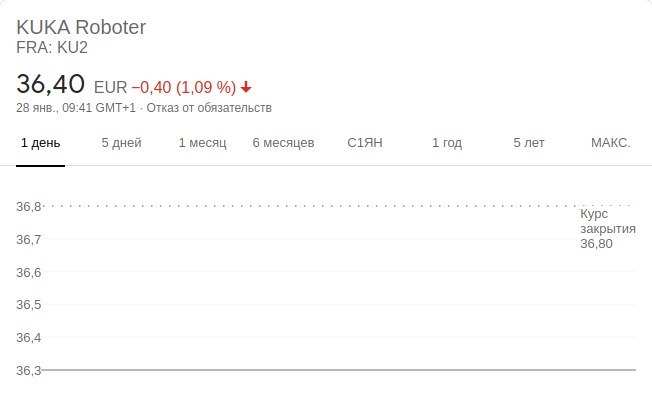 KUKA Roboter
FRA: KU2
36,40 EUR −0,40 (1,09 %)
28 янв., 09:41 GMT+1 · Отказ от обязательств
1 день 5 дней 1 месяц 6 месяцев С1ЯН 1 год 5 лет МАКС.
36,8
Курс
закрытия
36,80
36,7
36,6
36,5
36,4
36,3